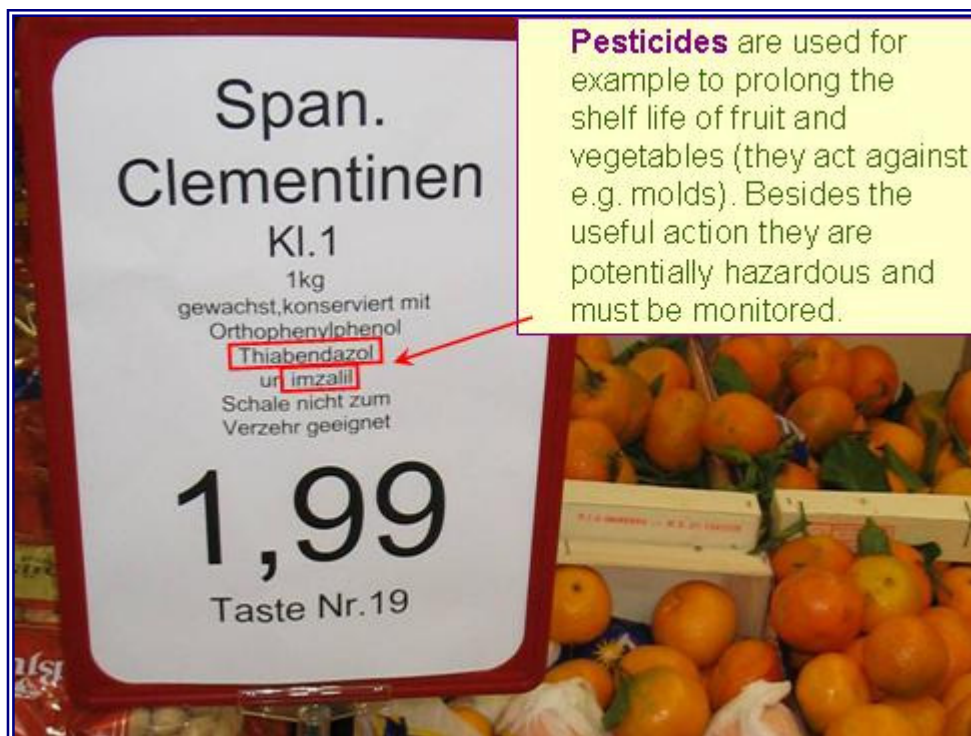 Span.
Clementinen
Kl.1
1kg
gewachst,konserviert mit
Orthophenylphenol
Thiabendazol
un imzalil
Schale nicht zum
Verzehr geeignet
1,99
Taste Nr.19
Pesticides are used for
example to prolong the
shelf life of fruit and
vegetables (they act against
e.g. molds). Besides the
useful action they are
potentially hazardous and
must be monitored.